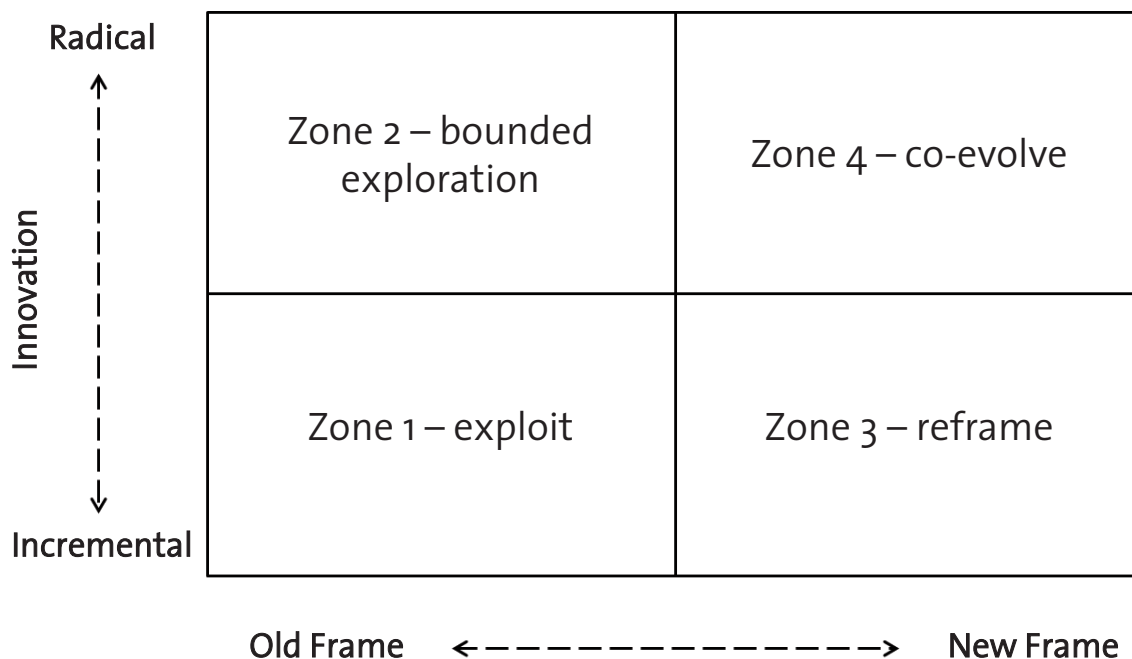 Radical
Zone 2 – bounded
exploration
Zone 4 – co-evolve
Innovation
Zone 1 – exploit
Zone 3 – reframe
Incremental
Old Frame
New Frame